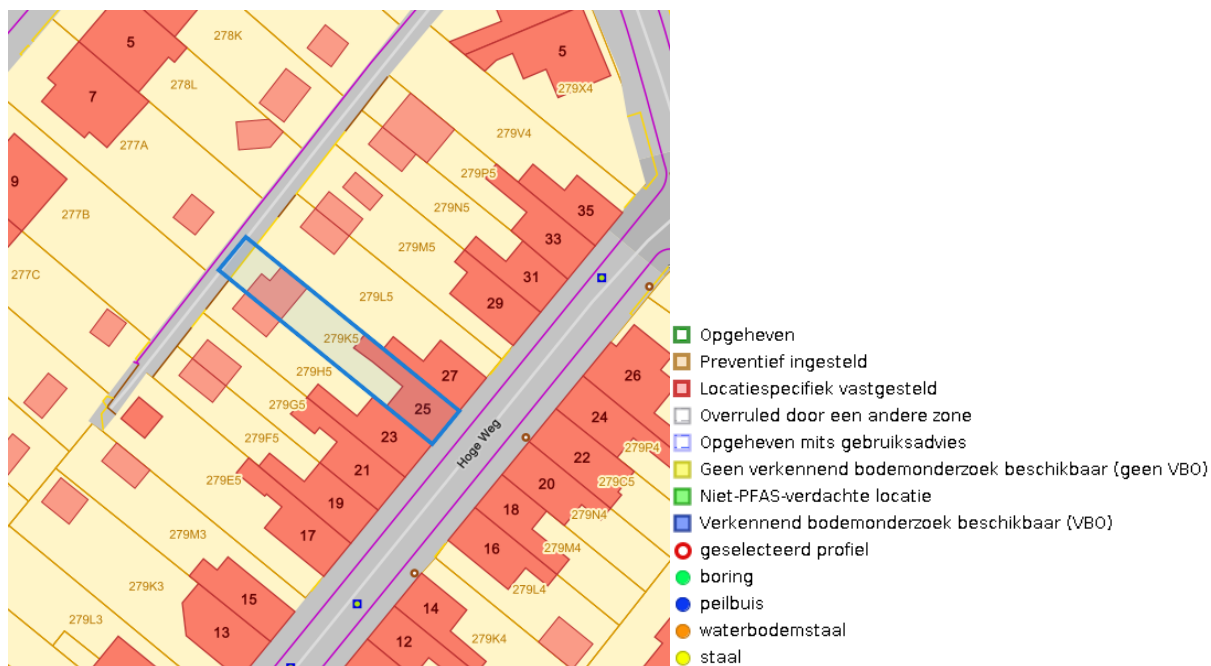 278K
5
5
278L
279X4
7
277A
279V4
9
279P5
277B
279N5
35
33
279M5
277C
31
279L5
29
279K5
27
26
279H5
25
24
279G5
23
Hoge Weg
279F5
22
279P4
21
20
279C5
279E5
19
18
279N4
17
16
279M4
279M3
279L4
279K3
15
14
279L3
13
12
279K4
Opgeheven
Preventief ingesteld
Locatiespecifiek vastgesteld
Overruled door een andere zone
Opgeheven mits gebruiksadvies
Geen verkennend bodemonderzoek beschikbaar (geen VBO)
Niet-PFAS-verdachte locatie
Verkennend bodemonderzoek beschikbaar (VBO)
geselecteerd profiel
boring
peilbuis
waterbodemstaal
staal